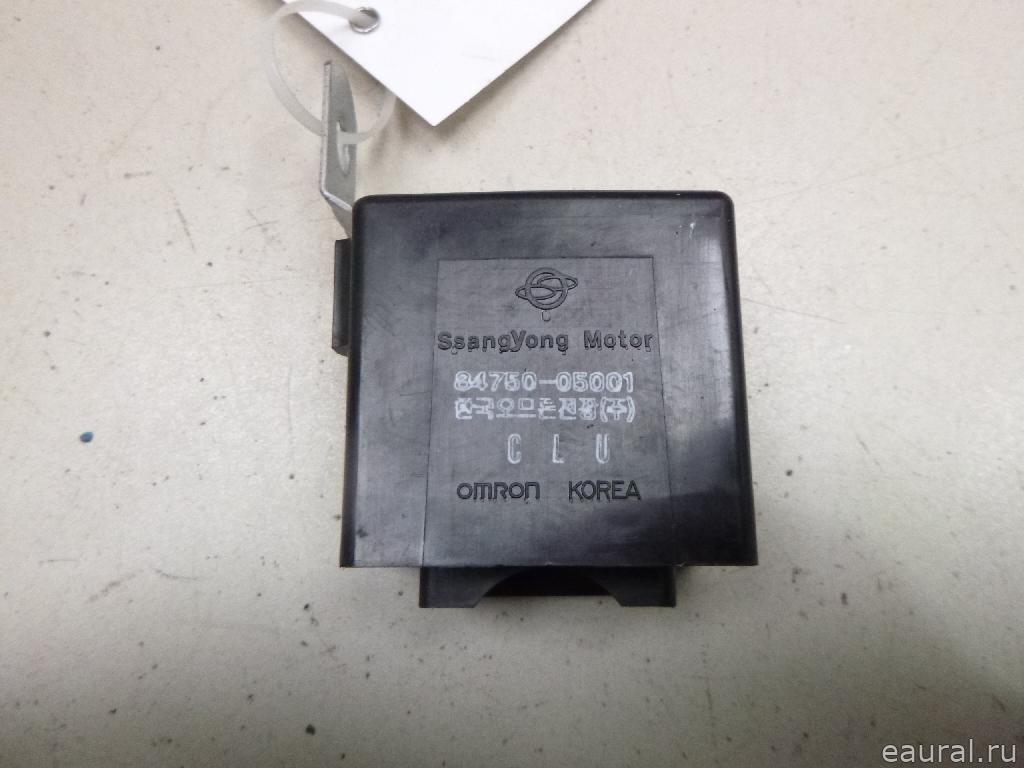 SsangYong Motor
84750-05001
한국오므론전장(주)
C L U
omron KOREA
eaural.ru